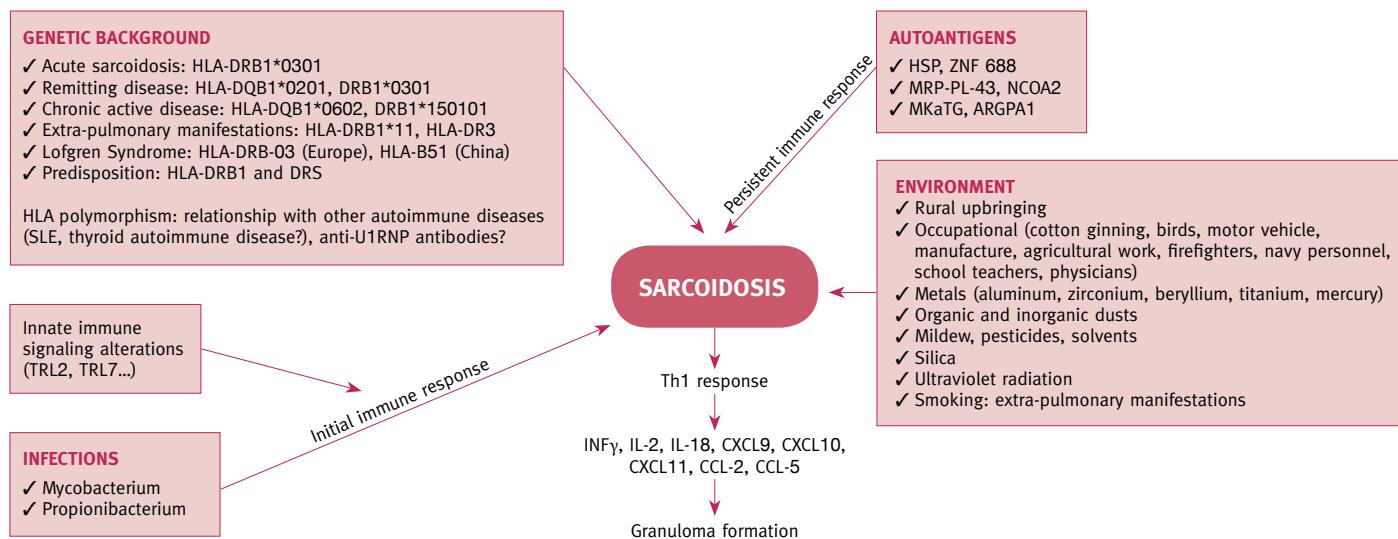 GENETIC BACKGROUND
✓ Acute sarcoidosis: HLA-DRB1*0301
✓ Remitting disease: HLA-DQB1*0201, DRB1*0301
✓ Chronic active disease: HLA-DQB1*0602, DRB1*150101
✓ Extra-pulmonary manifestations: HLA-DRB1*11, HLA-DR3
✓ Lofgren Syndrome: HLA-DRB-03 (Europe), HLA-B51 (China)
✓ Predisposition: HLA-DRB1 and DRS
HLA polymorphism: relationship with other autoimmune diseases
(SLE, thyroid autoimmune disease?), anti-U1RNP antibodies?
Innate immune
signaling alterations
(TRL2, TRL7...)
INFECTIONS
✓ Mycobacterium
✓ Propionibacterium
Initial immune response
Persistent immune response
SARCOIDOSIS
Th1 response
INFγ, IL-2, IL-18, CXCL9, CXCL10,
CXCL11, CCL-2, CCL-5
Granuloma formation
AUTOANTIGENS
✓ HSP, ZNF 688
✓ MRP-PL-43, NCOA2
✓ MKaTG, ARGPA1
ENVIRONMENT
✓ Rural upbringing
✓ Occupational (cotton ginning, birds, motor vehicle,
manufacture, agricultural work, firefighters, navy personnel,
school teachers, physicians)
✓ Metals (aluminum, zirconium, beryllium, titanium, mercury)
✓ Organic and inorganic dusts
✓ Mildew, pesticides, solvents
✓ Silica
✓ Ultraviolet radiation
✓ Smoking: extra-pulmonary manifestations